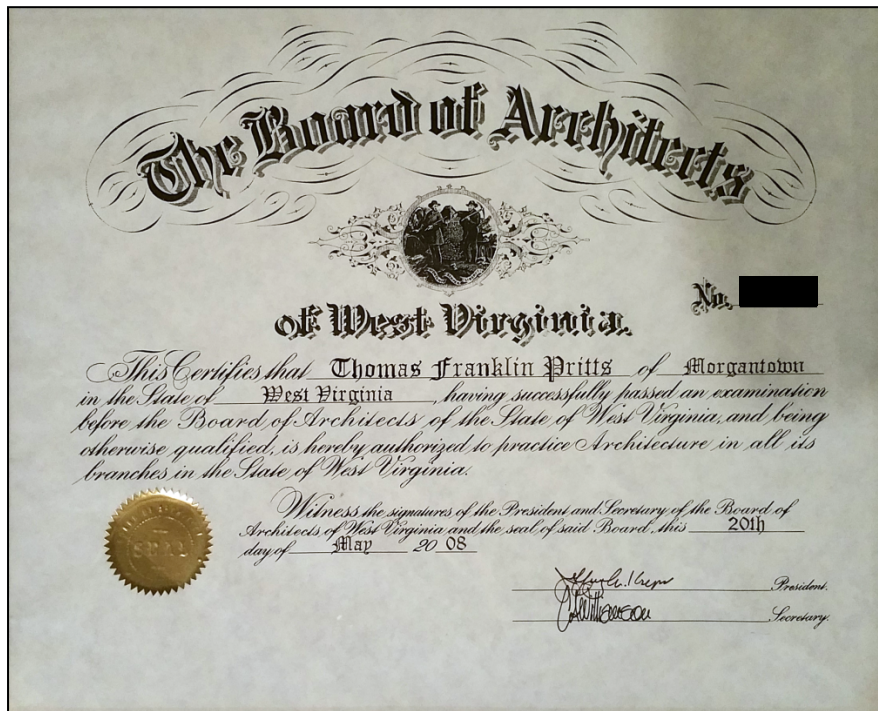 The Board of Architects
of West Virginia.
No.
This Certifies that Thomas Franklin Pritts of Morgantown
in the State of West Virginia, having successfully passed an examination
before the Board of Architects of the State of West Virginia, and being
otherwise qualified, is hereby authorized to practice Architecture in all its
branches in the State of West Virginia.
Witness the signatures of the President and Secretary of the Board of
Architects of West Virginia and the seal of said Board, this 20th
day of May 2008
President.
Secretary.